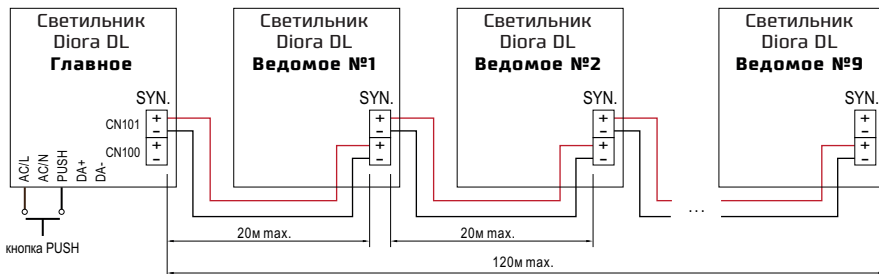 Светильник
Diora DL
Главное
SYN.
+
−
+
−
CN101
CN100
AC/L
AC/N
PUSH
DA+
DA-
кнопка PUSH
Светильник
Diora DL
Ведомое №1
SYN.
+
−
+
−
Светильник
Diora DL
Ведомое №2
SYN.
+
−
+
−
...
Светильник
Diora DL
Ведомое №9
SYN.
+
−
+
−
20м max.
20м max.
120м max.